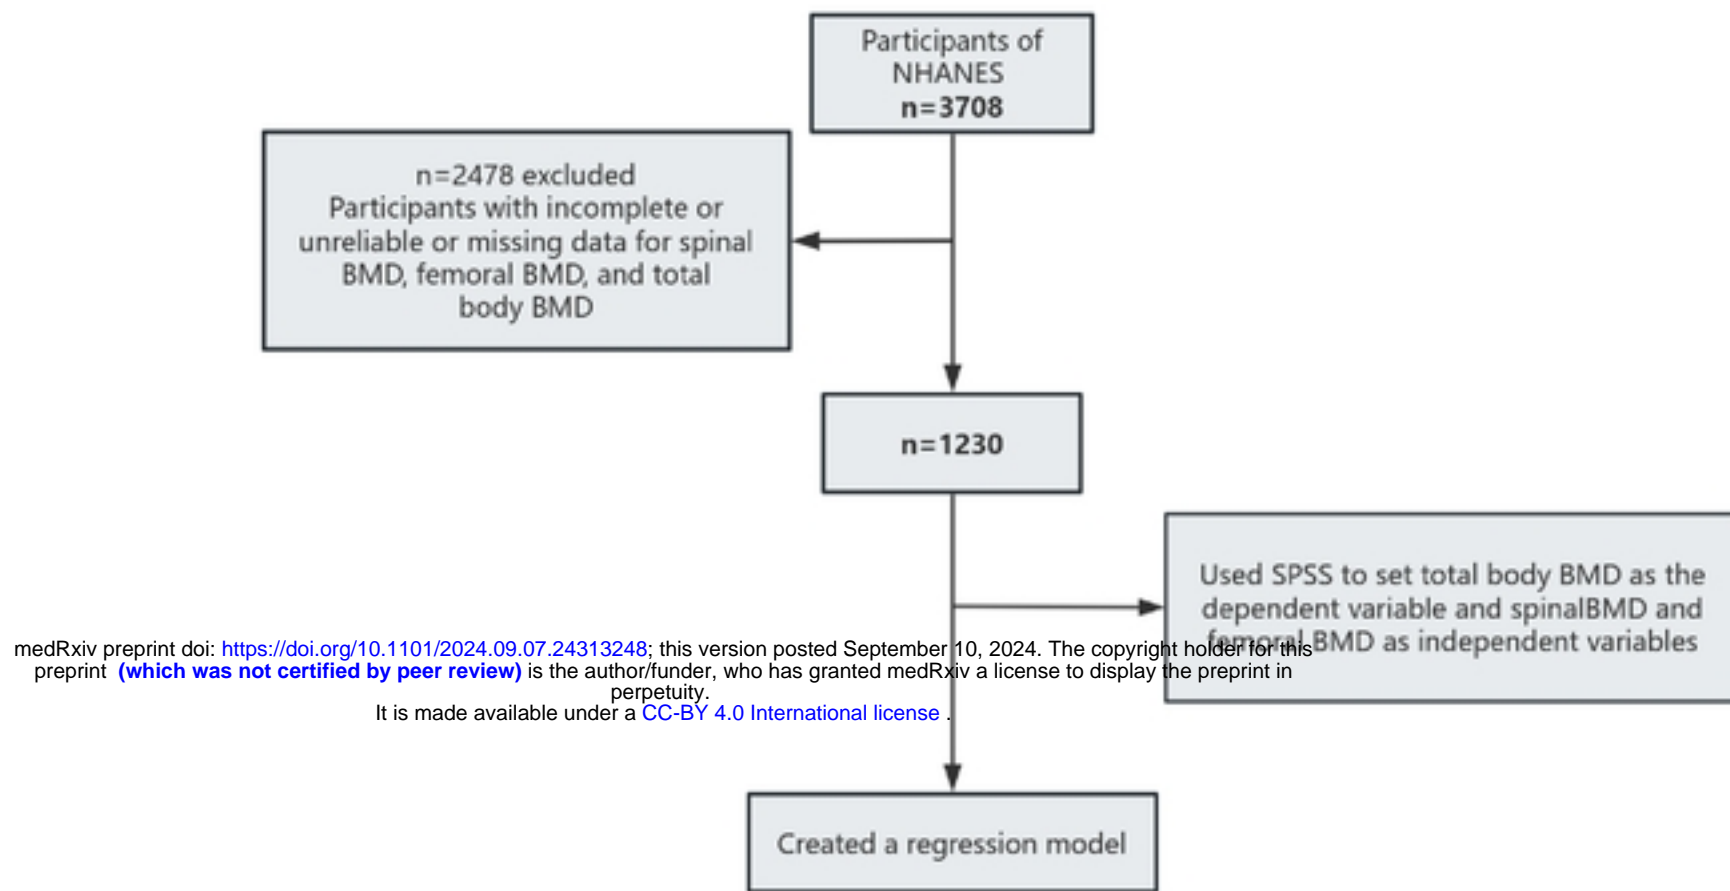 Participants of
NHANES
n=3708
n=2478 excluded
Participants with incomplete or
unreliable or missing data for spinal
BMD, femoral BMD, and total
body BMD
n=1230
Used SPSS to set total body BMD as the
dependent variable and spinalBMD and
femoral BMD as independent variables
medRxiv preprint doi: https://doi.org/10.1101/2024.09.07.24313248; this version posted September 10, 2024. The copyright holder for this
preprint (which was not certified by peer review) is the author/funder, who has granted medRxiv a license to display the preprint in
perpetuity.
It is made available under a CC-BY 4.0 International license .
Created a regression model